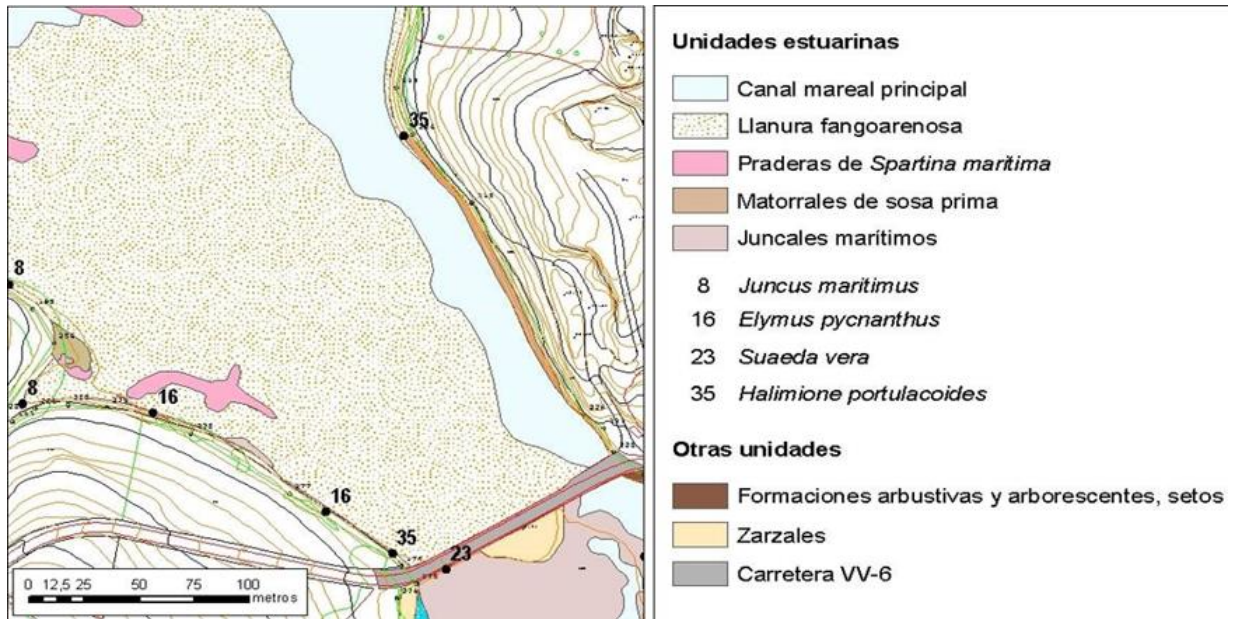 35
8
8
16
16
35
23
0 12,5 25 50 75 100
metros
Unidades estuarinas
Canal mareal principal
Llanura fangoarenosa
Praderas de Spartina marítima
Matorrales de sosa prima
Juncales marítimos
8 Juncus maritimus
16 Elymus pycnanthus
23 Suaeda vera
35 Halimione portulacoides
Otras unidades
Formaciones arbustivas y arborescentes, setos
Zarzales
Carretera VV-6